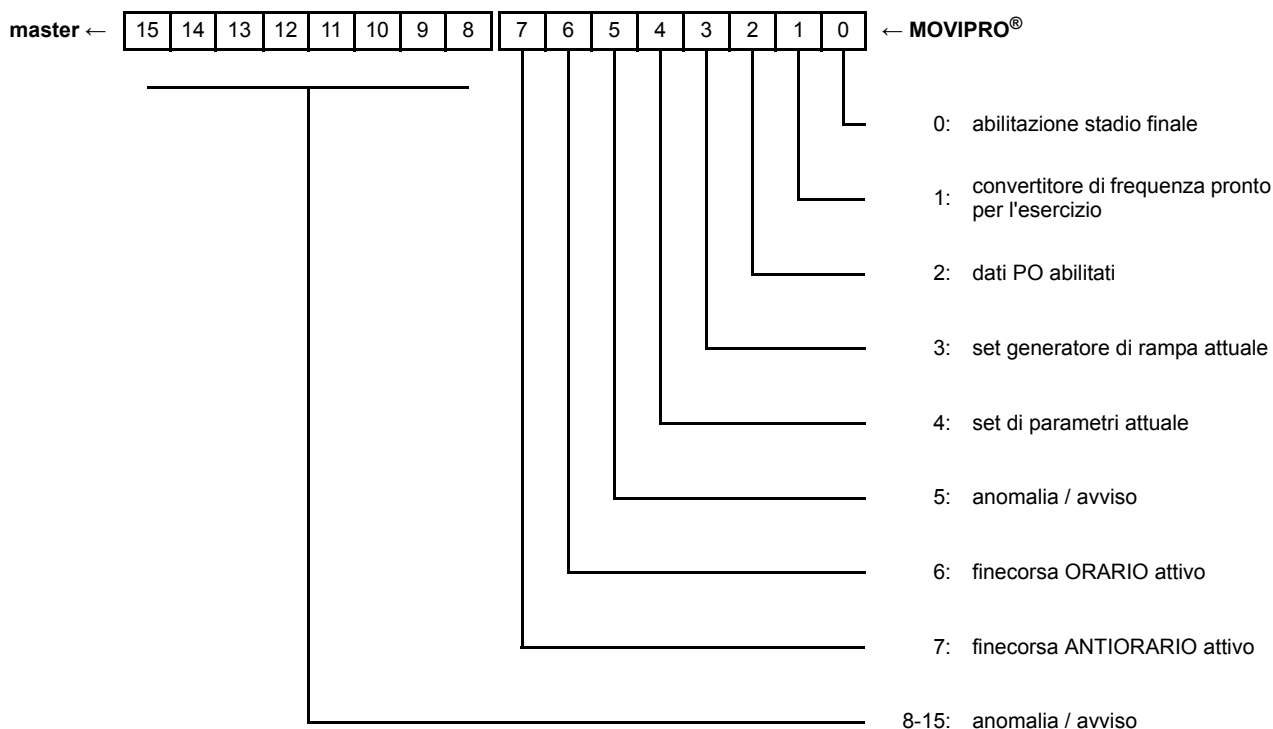 master ← 15 14 13 12 11 10 9 8 7 6 5 4 3 2 1 0 ← MOVIPRO®
0: abilitazione stadio finale
1: convertitore di frequenza pronto
per l'esercizio
2: dati PO abilitati
3: set generatore di rampa attuale
4: set di parametri attuale
5: anomalia / avviso
6: finecorsa ORARIO attivo
7: finecorsa ANTIORARIO attivo
8-15: anomalia / avviso